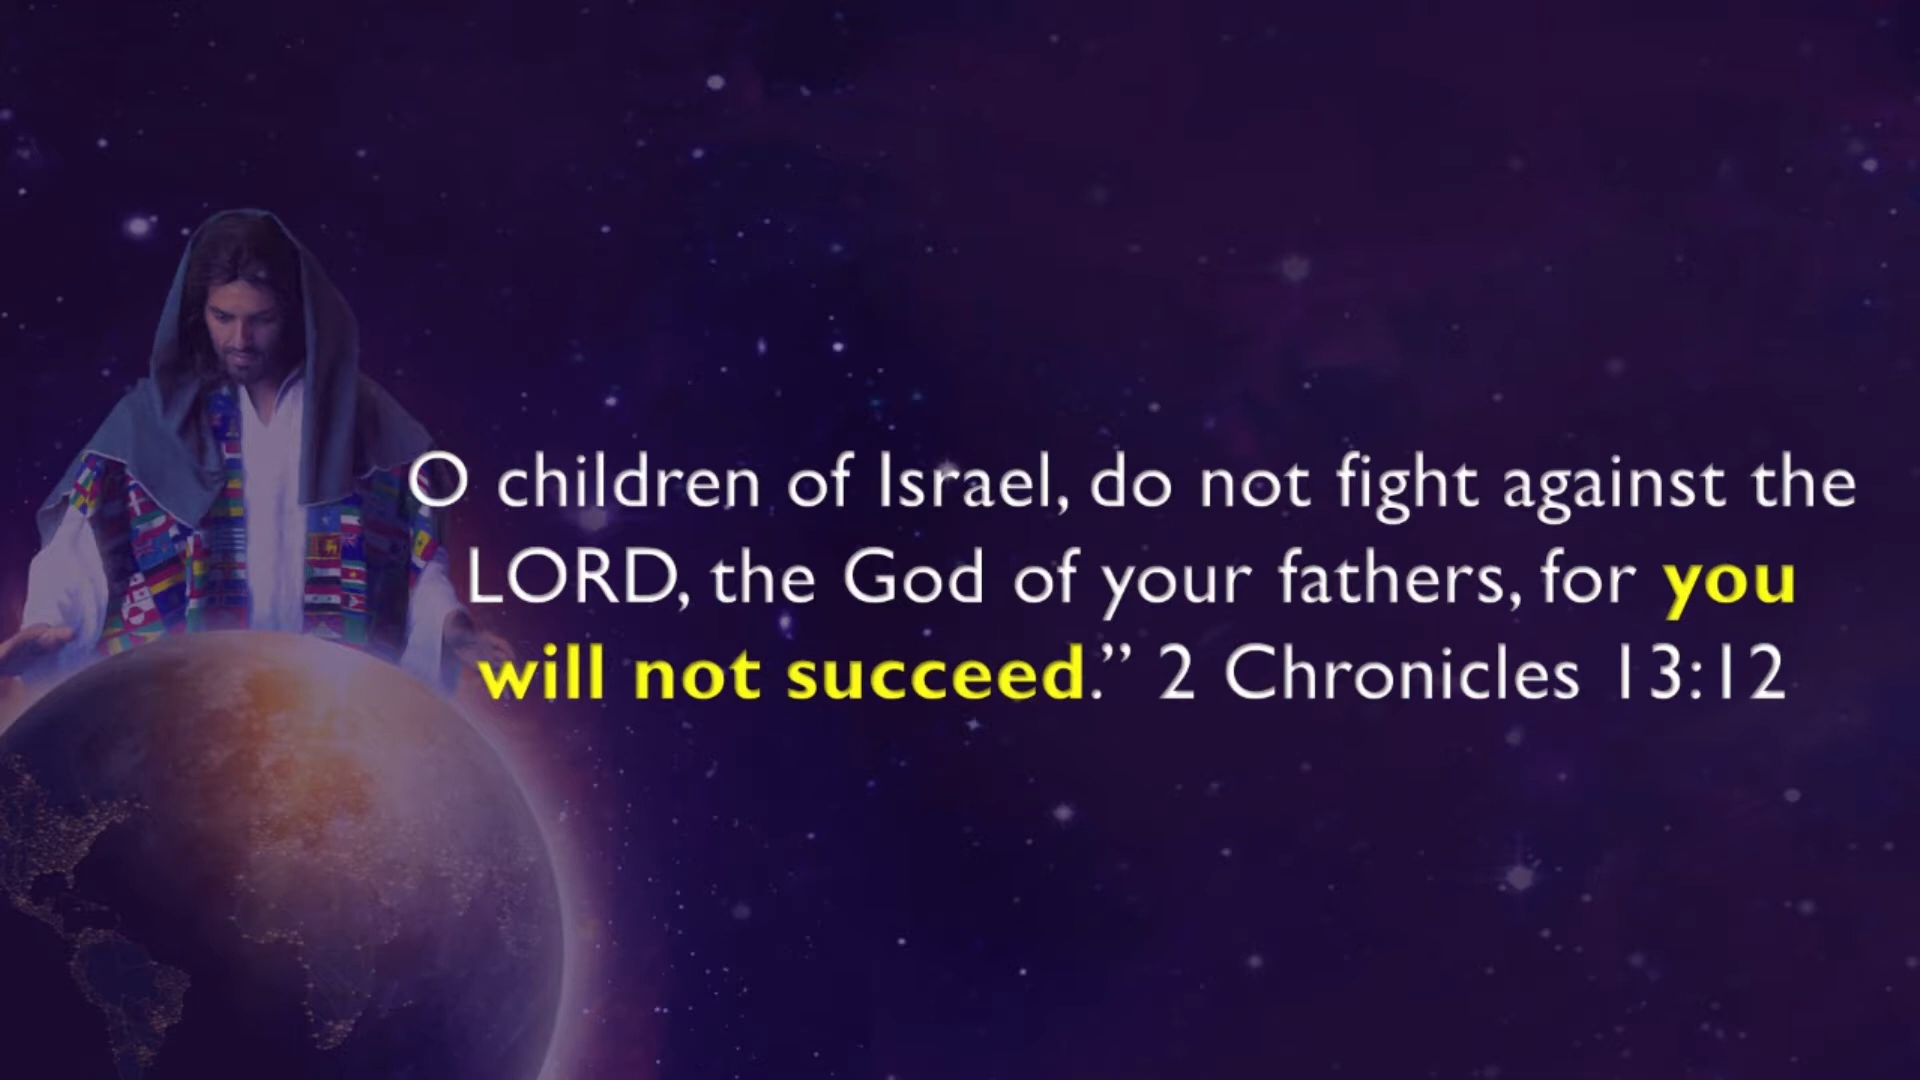 O children of Israel, do not fight against the
LORD, the God of your fathers, for you
will not succeed.” 2 Chronicles 13:12